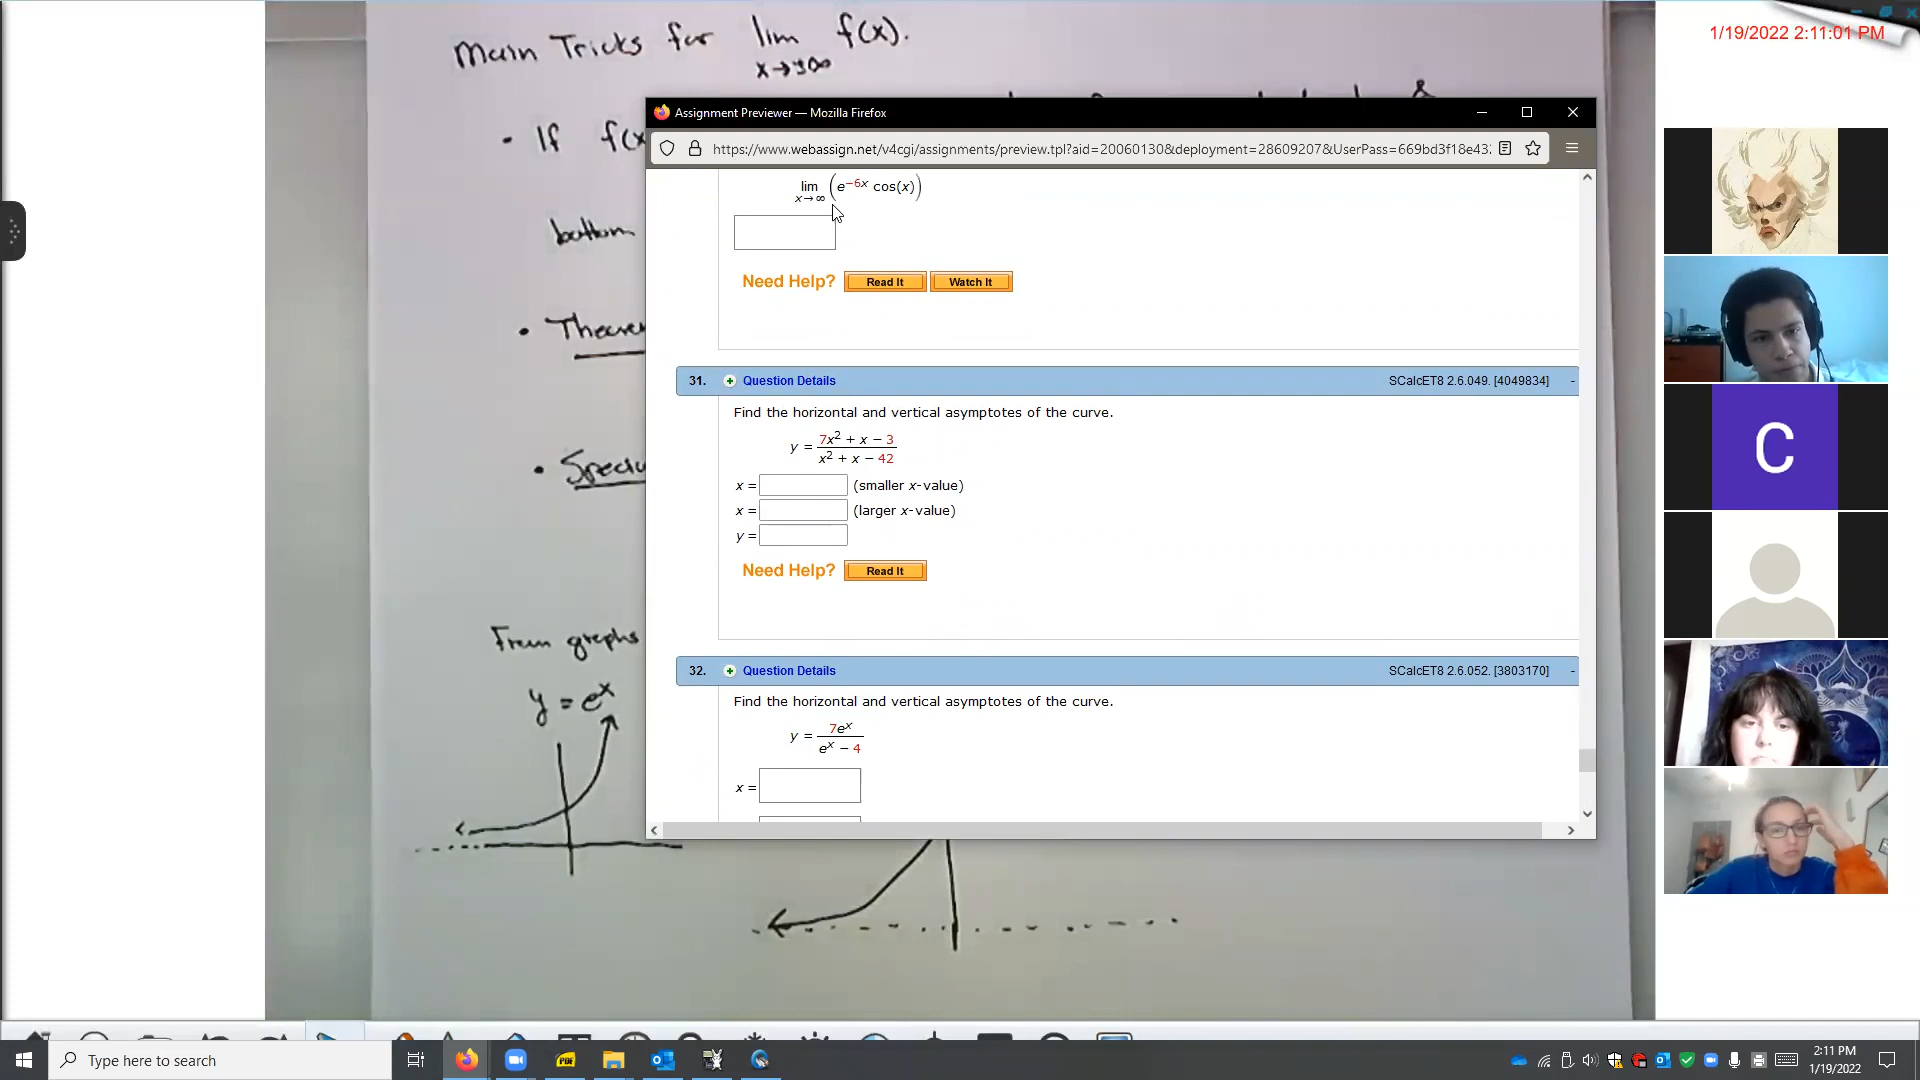 1/19/2022 2:11:01 PM
Main Tricks for lim f(x).
x→±∞
• If f(x
bottom
• Theorem
• Special
From graphs
y = eˣ
Assignment Previewer — Mozilla Firefox
https://www.webassign.net/v4cgi/assignments/preview.tpl?aid=20060130&deployment=28609207&UserPass=669bd3f18e43
lim (e⁻⁶ˣ cos(x))
x→∞
Need Help? Read It Watch It
31. Question Details SCalcET8 2.6.049. [4049834] -
Find the horizontal and vertical asymptotes of the curve.
y = 7x² + x − 3
x² + x − 42
x = (smaller x-value)
x = (larger x-value)
y =
Need Help? Read It
32. Question Details SCalcET8 2.6.052. [3803170] -
Find the horizontal and vertical asymptotes of the curve.
y = 7eˣ
eˣ − 4
x =
C
Type here to search
PDF
2:11 PM
1/19/2022